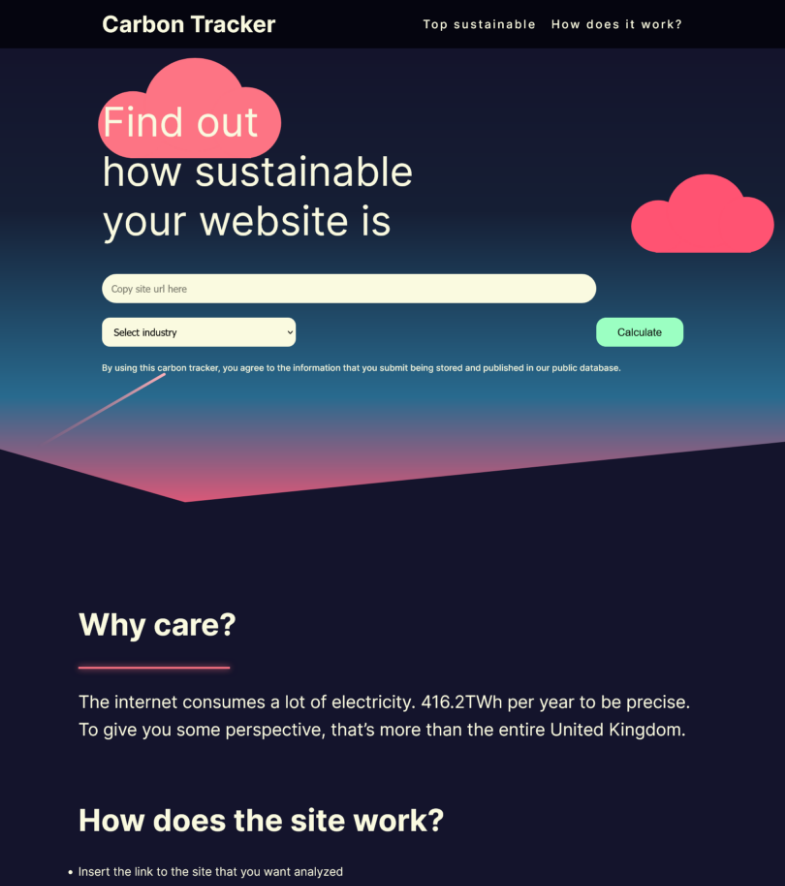 Carbon Tracker
Top sustainable How does it work?
Find out
how sustainable
your website is
Copy site url here
Select industry
Calculate
By using this carbon tracker, you agree to the information that you submit being stored and published in our public database.
Why care?
The internet consumes a lot of electricity. 416.2TWh per year to be precise.
To give you some perspective, that’s more than the entire United Kingdom.
How does the site work?
• Insert the link to the site that you want analyzed